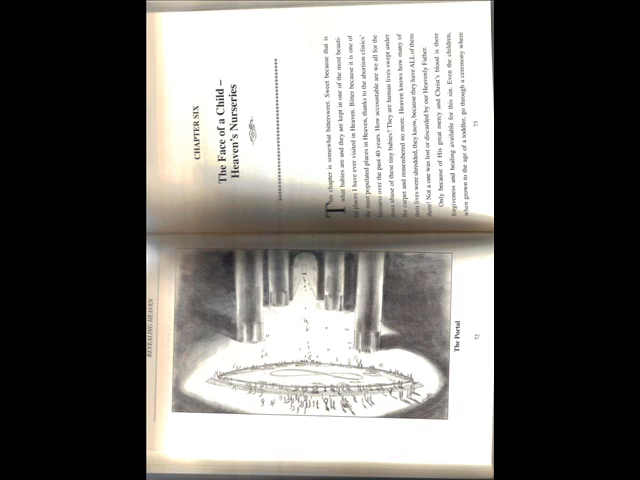 REVEALING HEAVEN
The Portal
72
CHAPTER SIX
The Face of a Child –
Heaven's Nurseries
This chapter is somewhat bittersweet. Sweet because that is
what babies are and they are kept in one of the most beauti-
ful places I have ever visited in Heaven. Bitter because it is one of
the most populated places in Heaven, thanks to the abortion clinics'
business over the past 40 years. How accountable are we all for the
mass abuse of these tiny babies? They are human lives swept under
the carpet and remembered no more. Heaven knows how many of
their lives were shredded, they know, because they have ALL of them
there! Not a one was lost or discarded by our Heavenly Father.
Only because of His great mercy and Christ's blood is there
forgiveness and healing available for this sin. Even the children,
when grown to the age of a toddler, go through a ceremony where
73